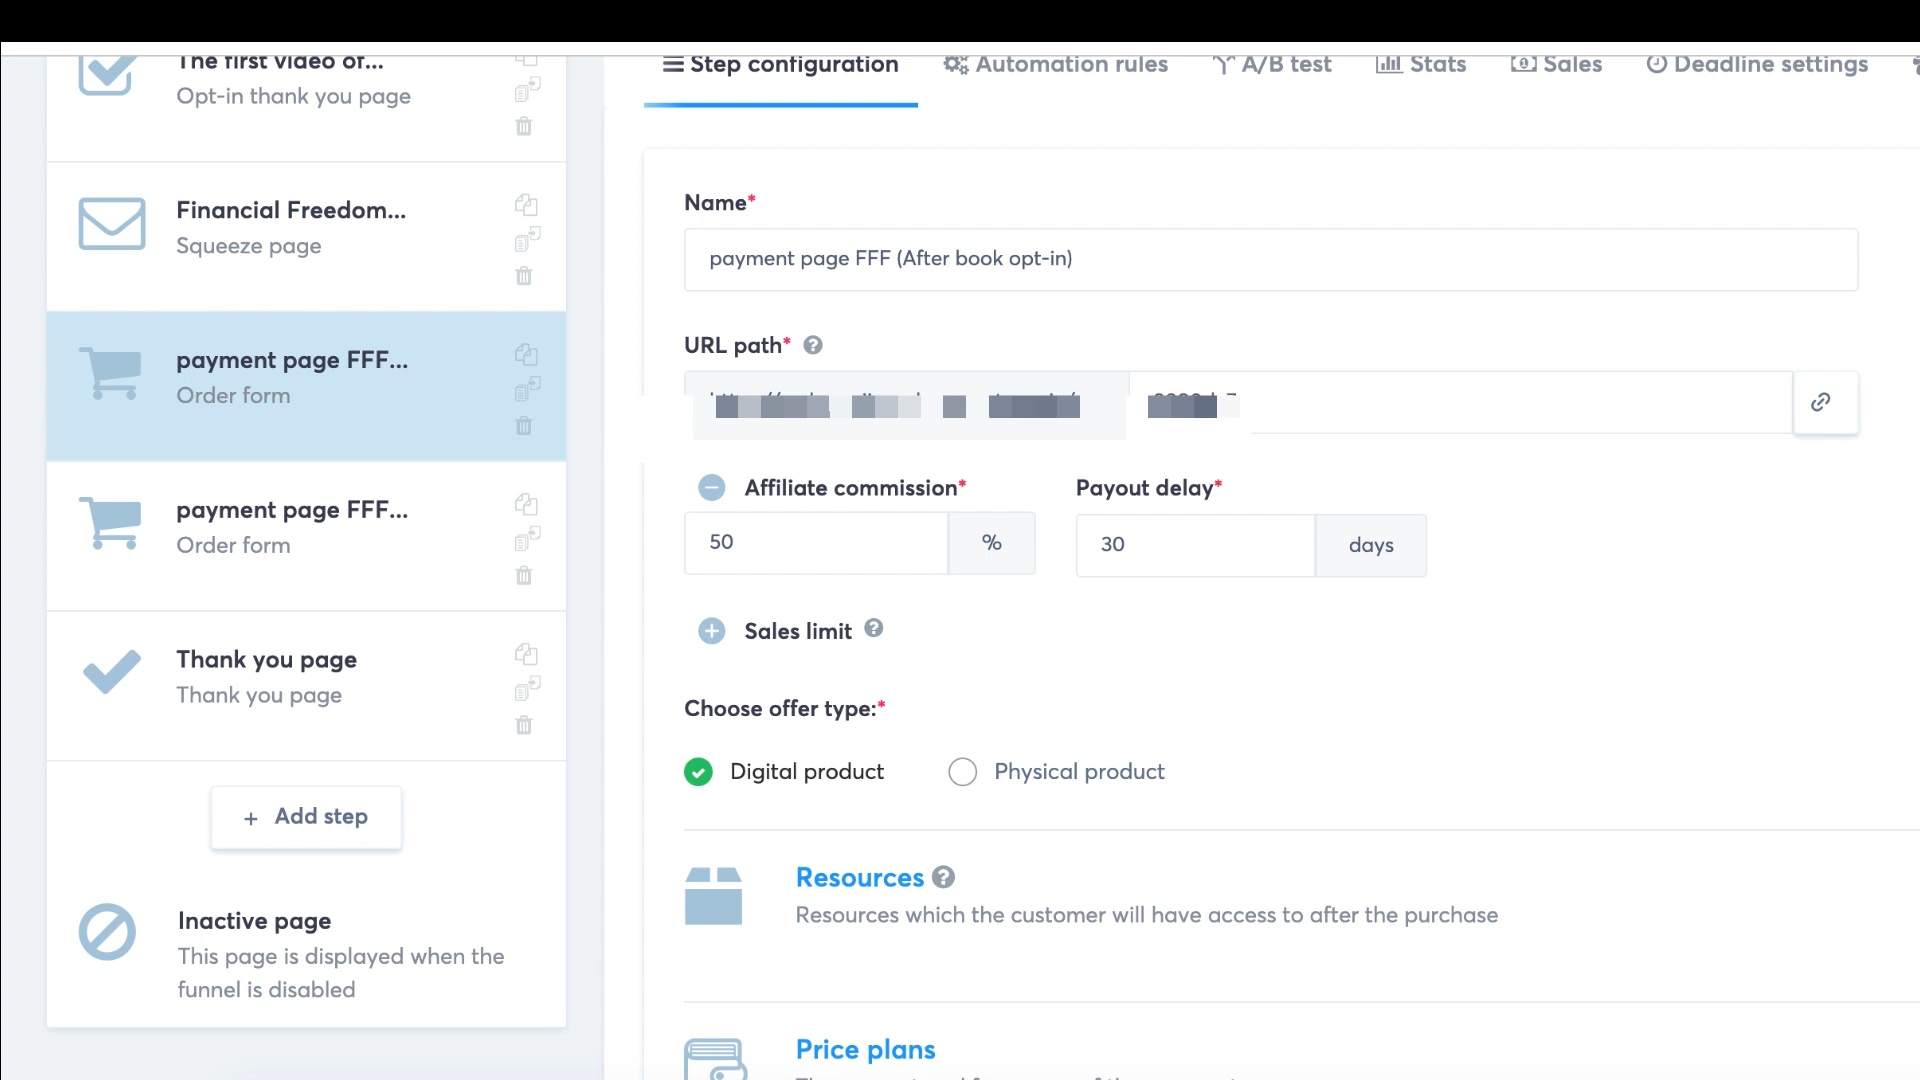 The first video of...
Opt-in thank you page
Financial Freedom...
Squeeze page
payment page FFF...
Order form
payment page FFF...
Order form
Thank you page
Thank you page
+ Add step
Inactive page
This page is displayed when the
funnel is disabled
Step configuration
Automation rules
A/B test
Stats
Sales
Deadline settings
Name*
payment page FFF (After book opt-in)
URL path*
Affiliate commission*
Payout delay*
50 %
30 days
Sales limit
Choose offer type:*
Digital product
Physical product
Resources
Resources which the customer will have access to after the purchase
Price plans